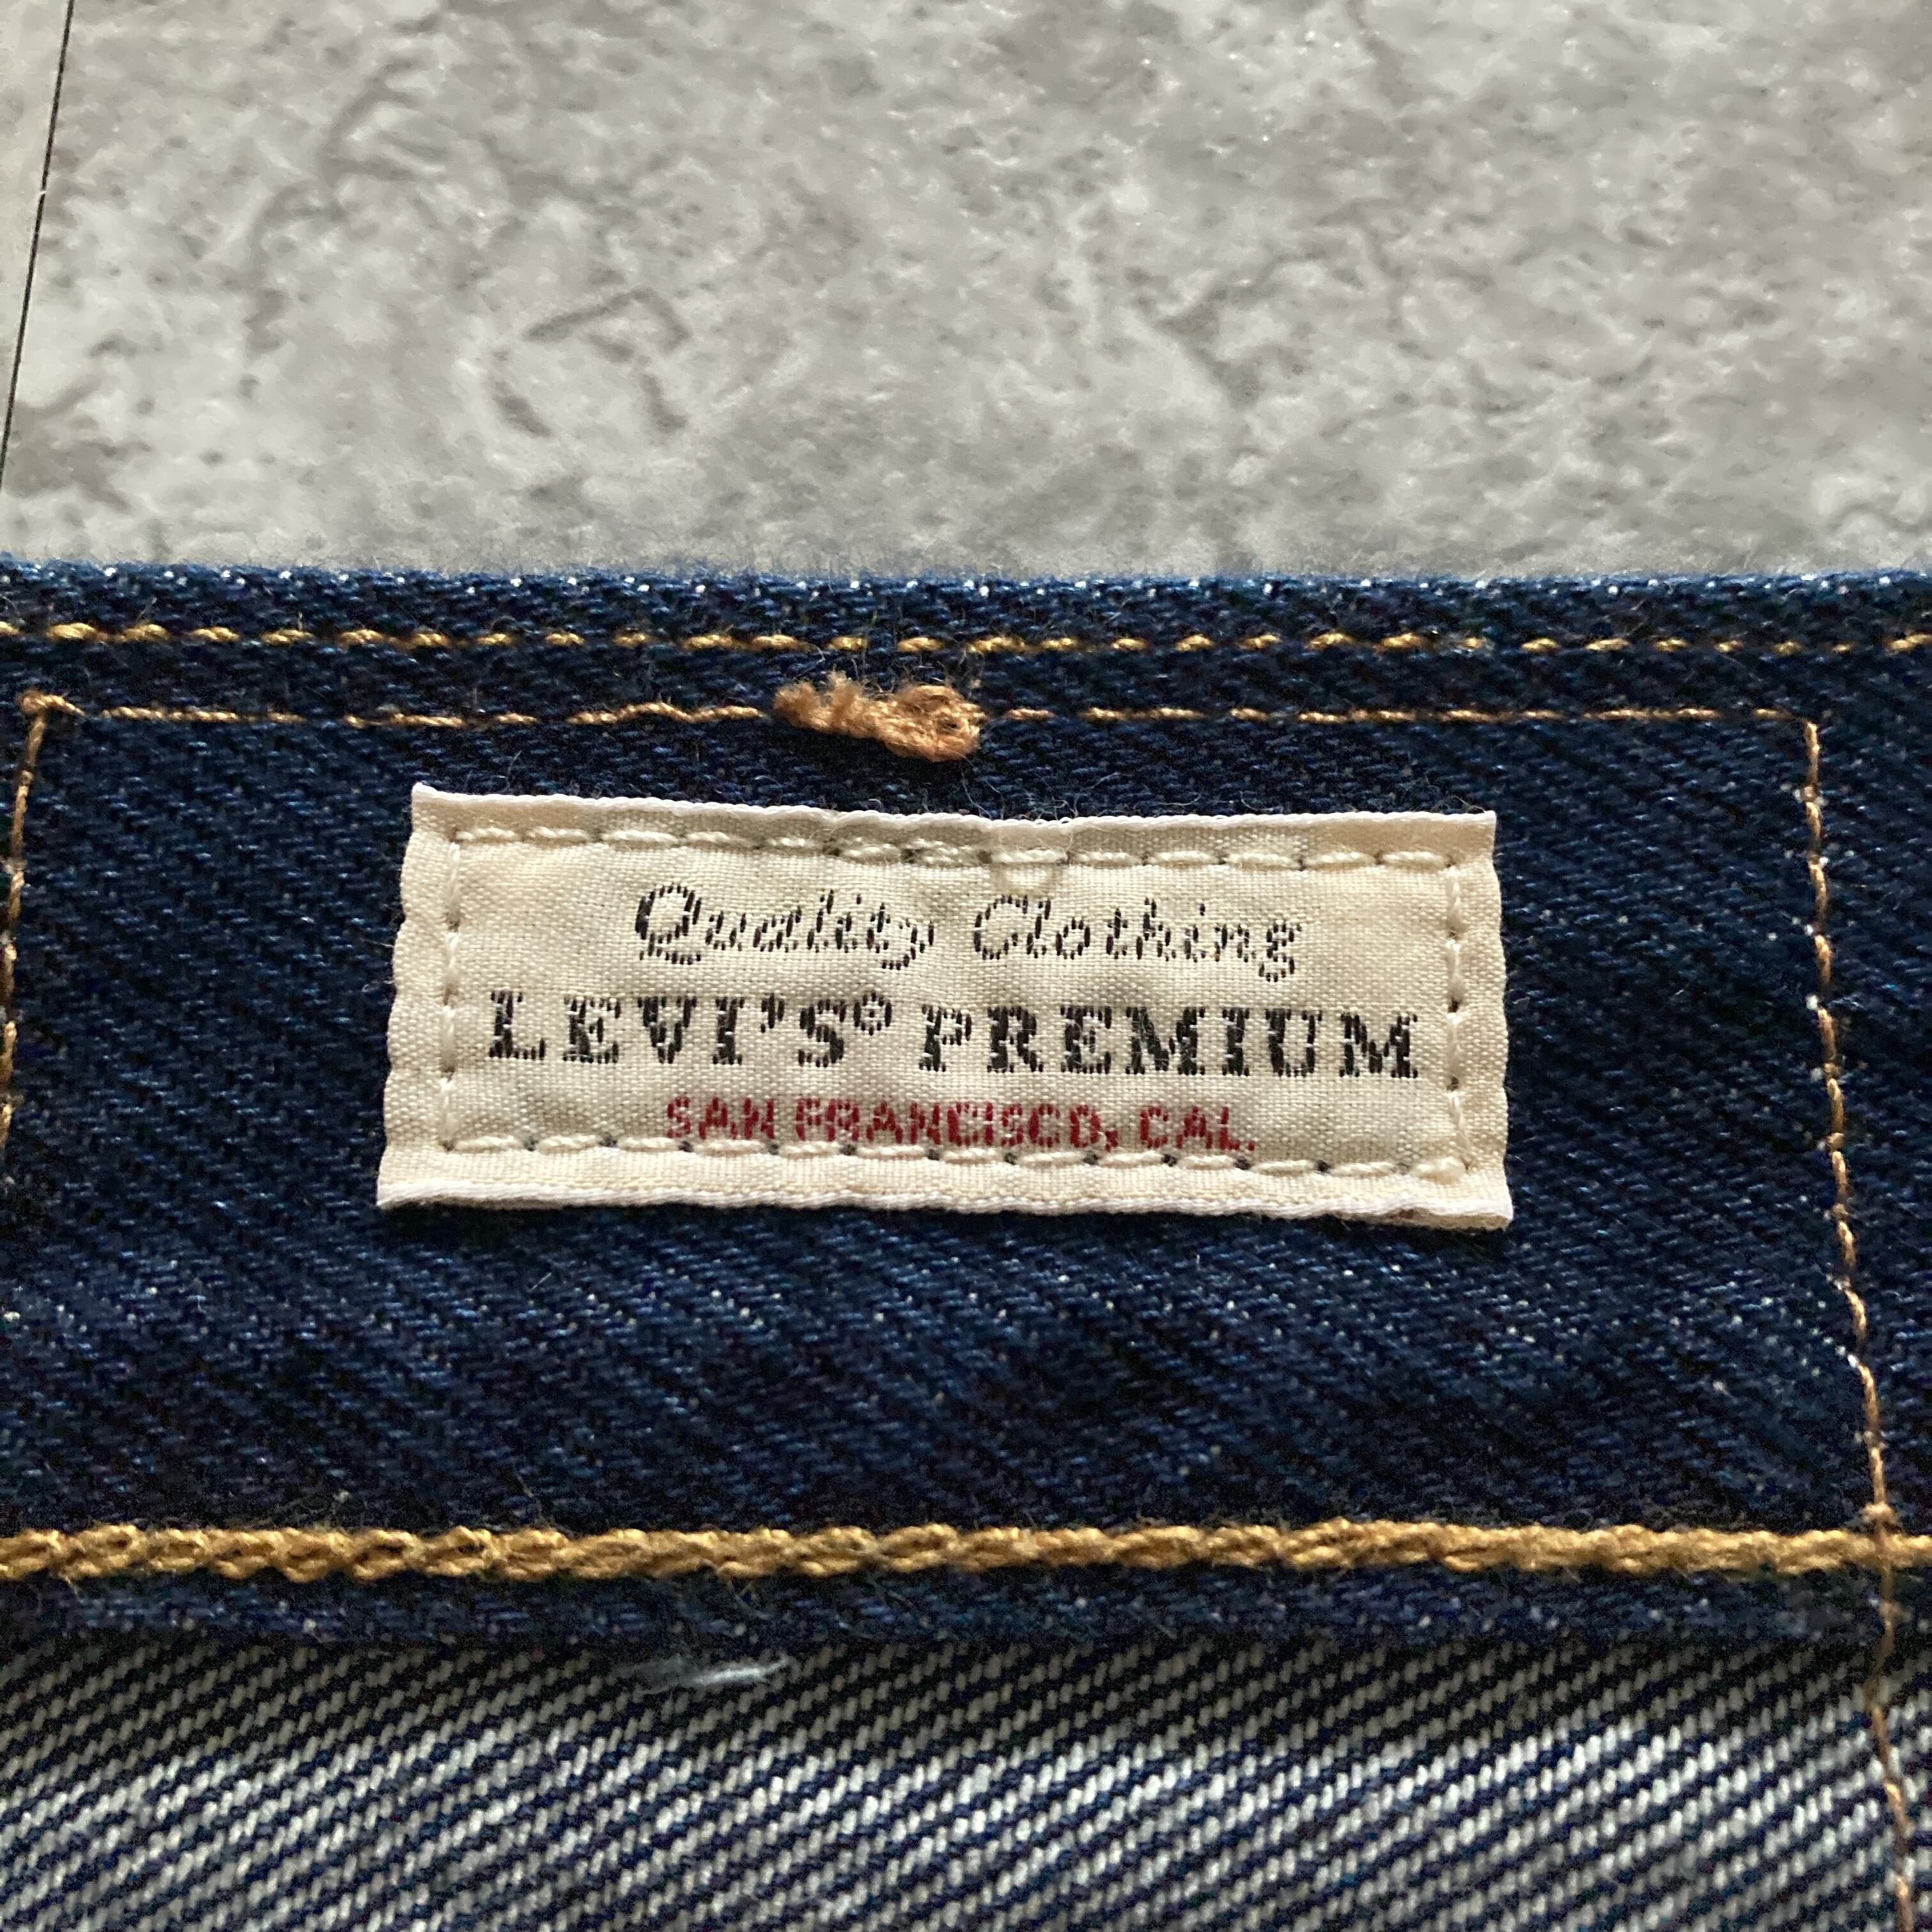 Quality Clothing
LEVI'S® PREMIUM
SAN FRANCISCO, CAL.